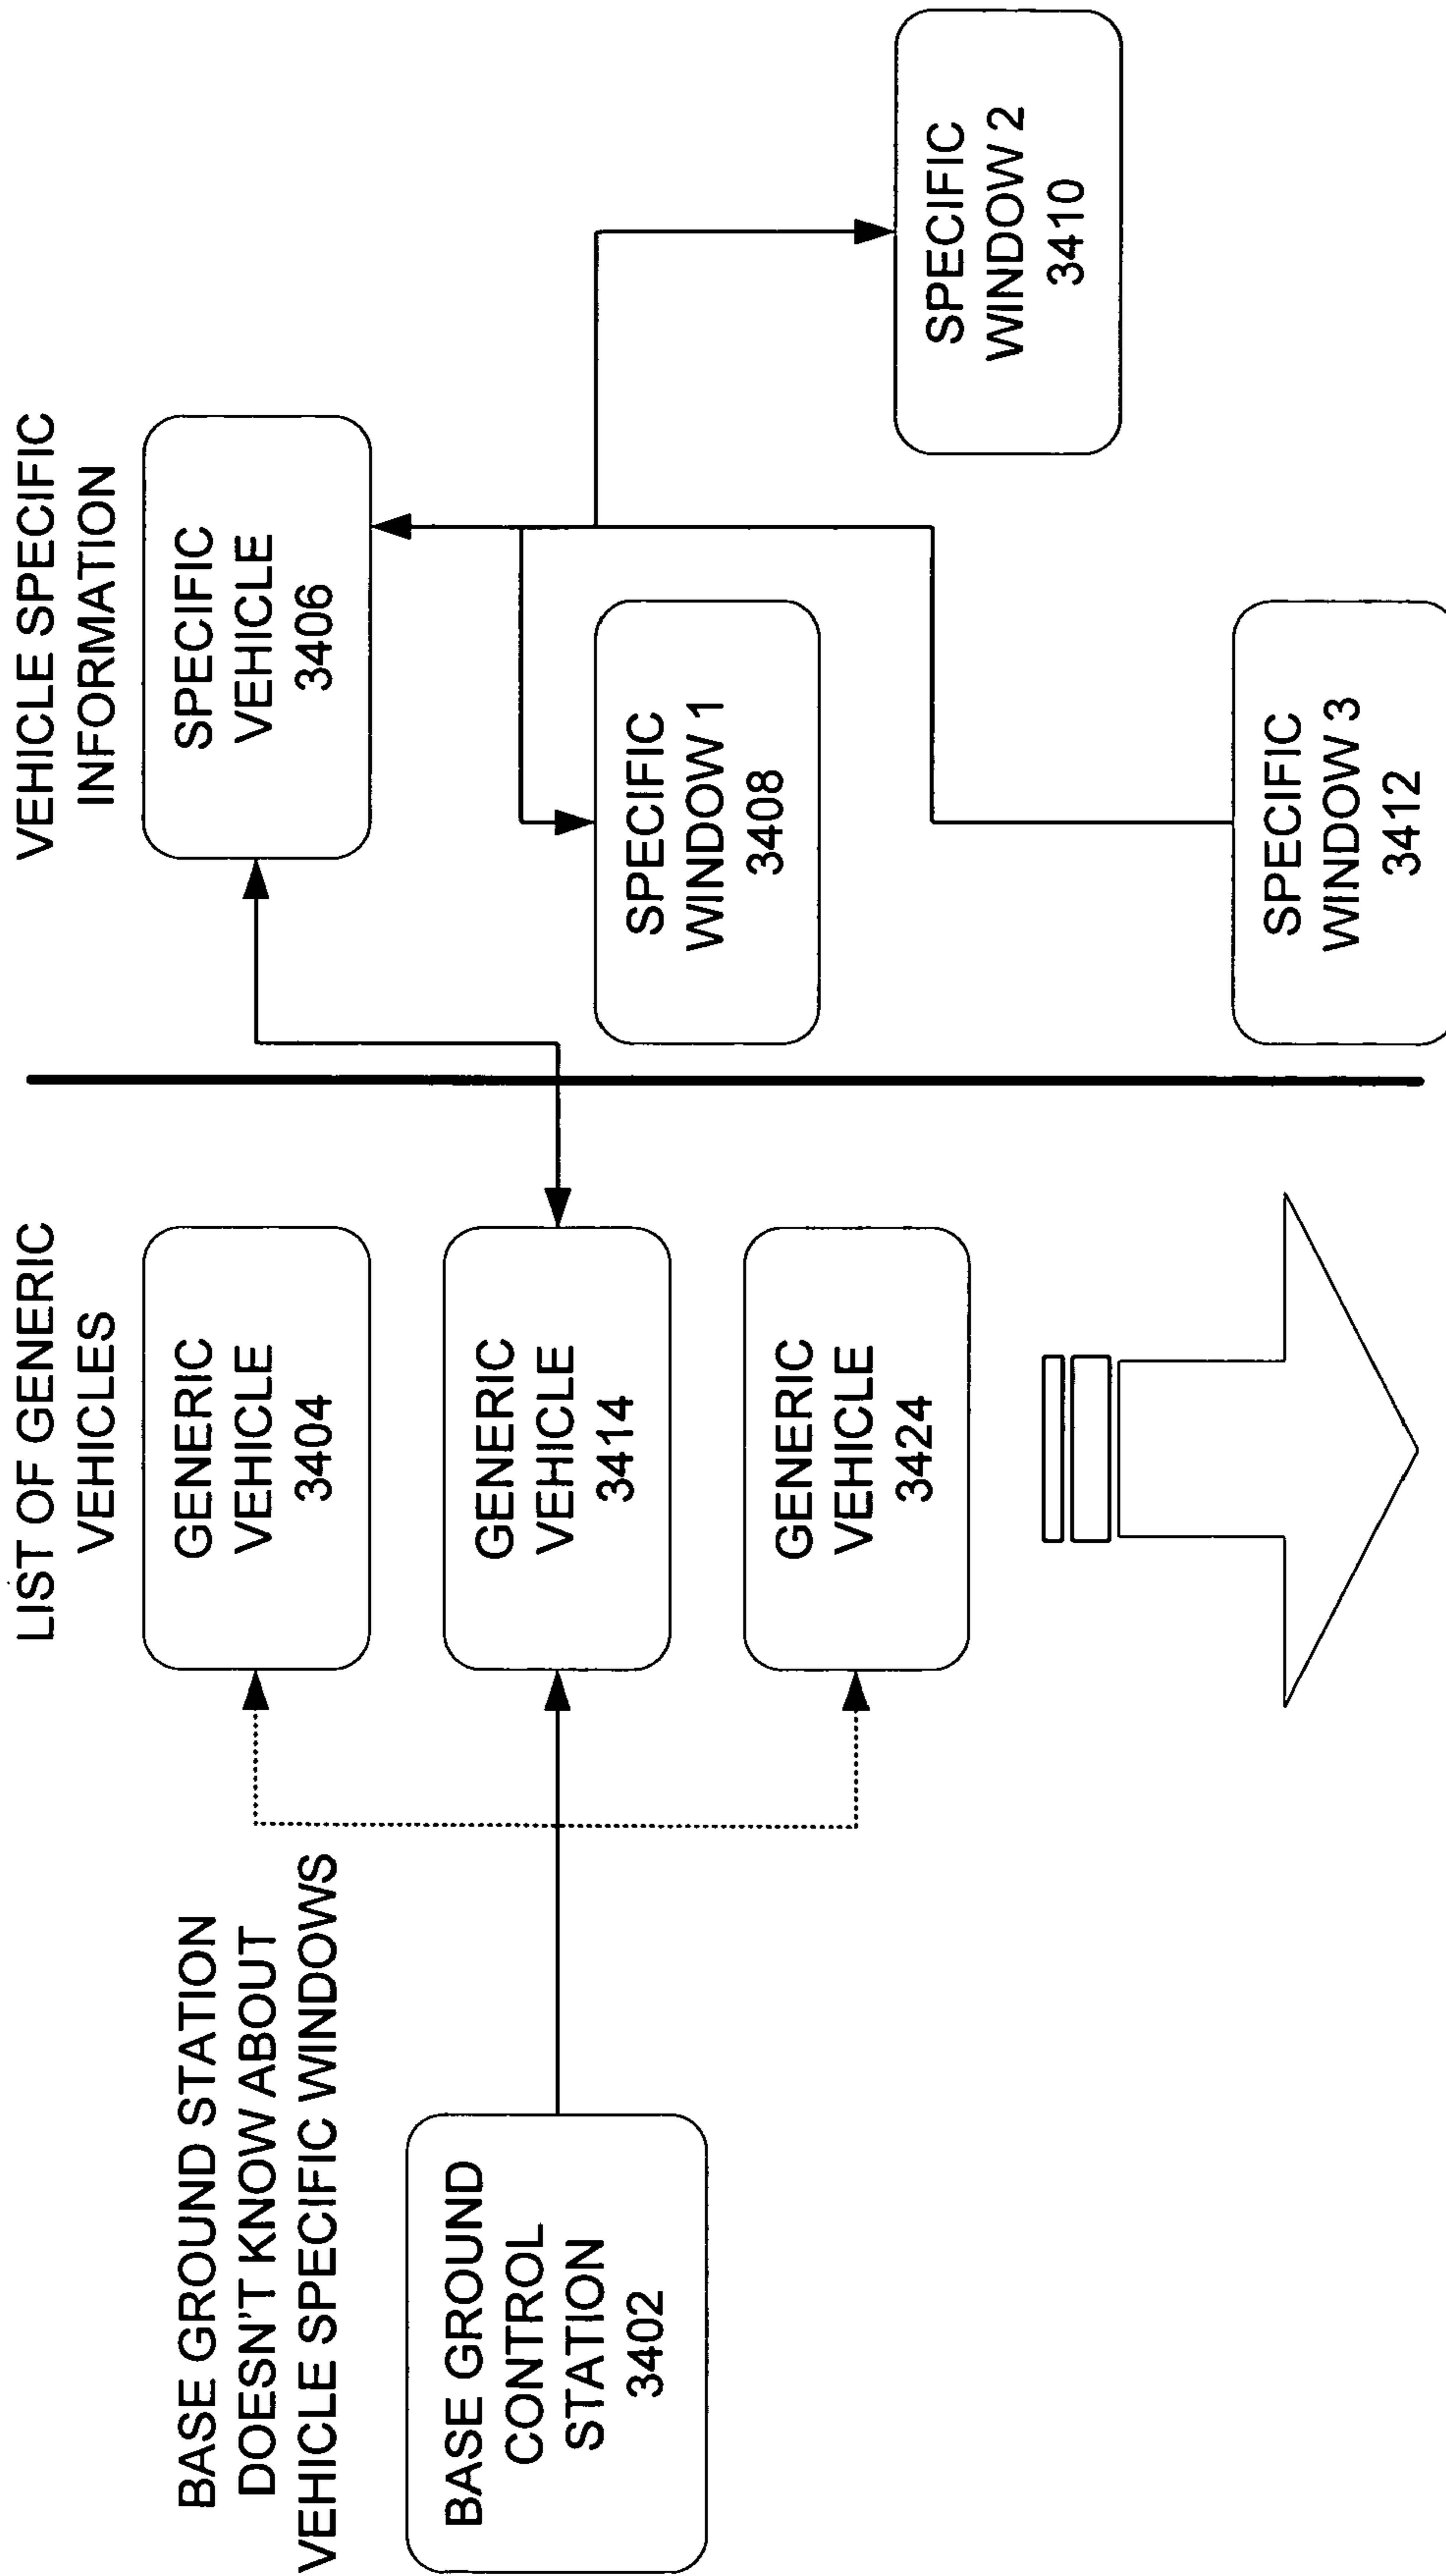 BASE GROUND STATION
DOESN'T KNOW ABOUT
VEHICLE SPECIFIC WINDOWS
BASE GROUND
CONTROL
STATION
3402
LIST OF GENERIC
VEHICLES
GENERIC
VEHICLE
3404
GENERIC
VEHICLE
3414
GENERIC
VEHICLE
3424
VEHICLE SPECIFIC
INFORMATION
SPECIFIC
VEHICLE
3406
SPECIFIC
WINDOW 1
3408
SPECIFIC
WINDOW 2
3410
SPECIFIC
WINDOW 3
3412